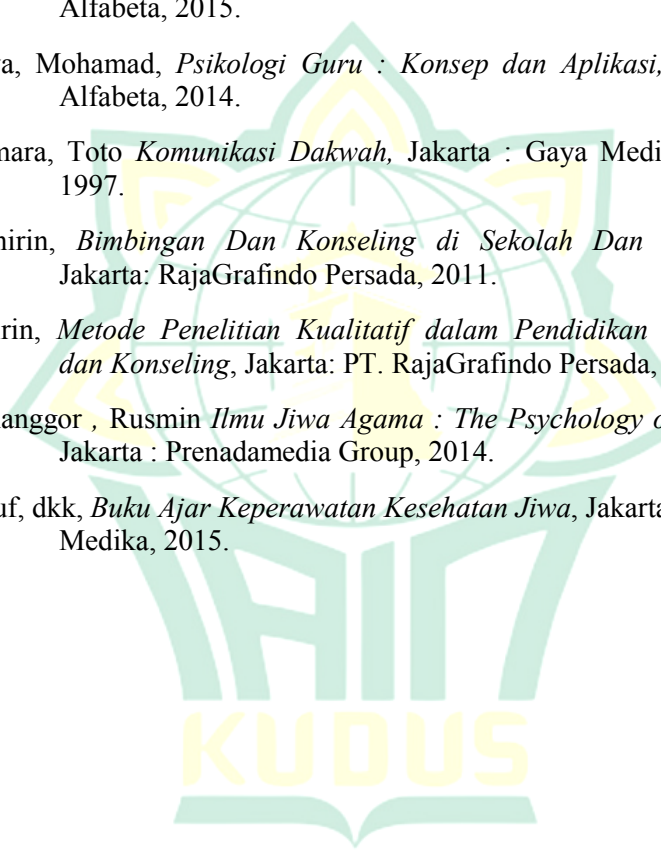 Alfabeta, 2015.
a, Mohamad, Psikologi Guru : Konsep dan Aplikasi,
Alfabeta, 2014.
mara, Toto Komunikasi Dakwah, Jakarta : Gaya Medi
1997.
hirin, Bimbingan Dan Konseling di Sekolah Dan
Jakarta: RajaGrafindo Persada, 2011.
rin, Metode Penelitian Kualitatif dalam Pendidikan
dan Konseling, Jakarta: PT. RajaGrafindo Persada,
anggor , Rusmin Ilmu Jiwa Agama : The Psychology o
Jakarta : Prenadamedia Group, 2014.
uf, dkk, Buku Ajar Keperawatan Kesehatan Jiwa, Jakarta
Medika, 2015.
IAIN
KUDUS